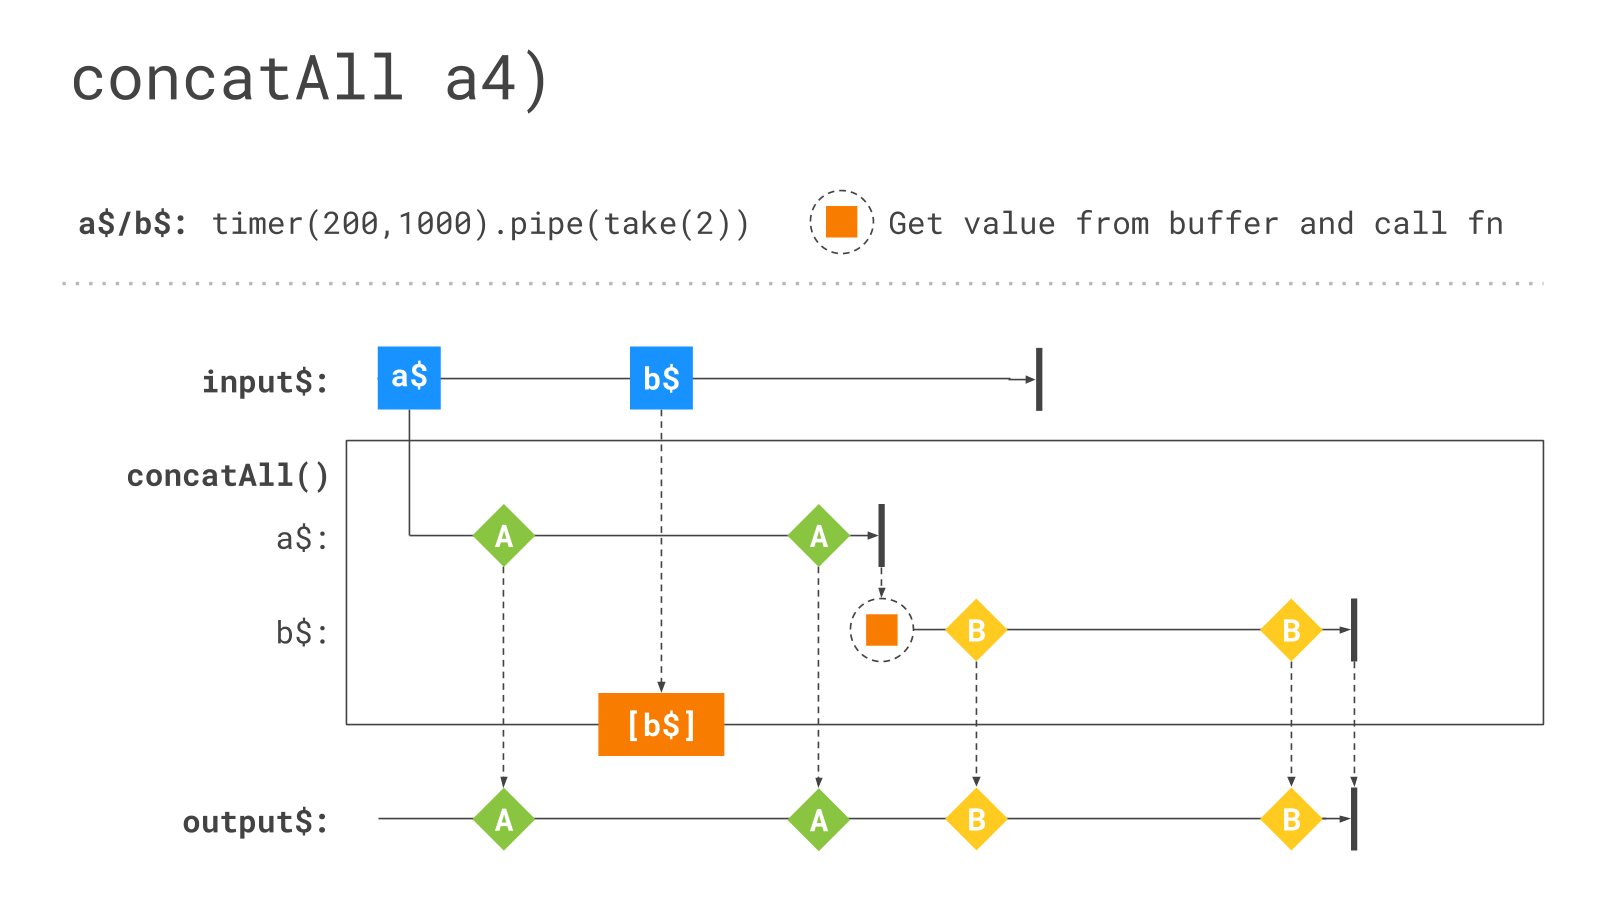 concatAll a4)
a$/b$: timer(200,1000).pipe(take(2))
Get value from buffer and call fn
input$: a$ b$
concatAll()
a$: A A
b$: B B
[b$]
output$: A A B B